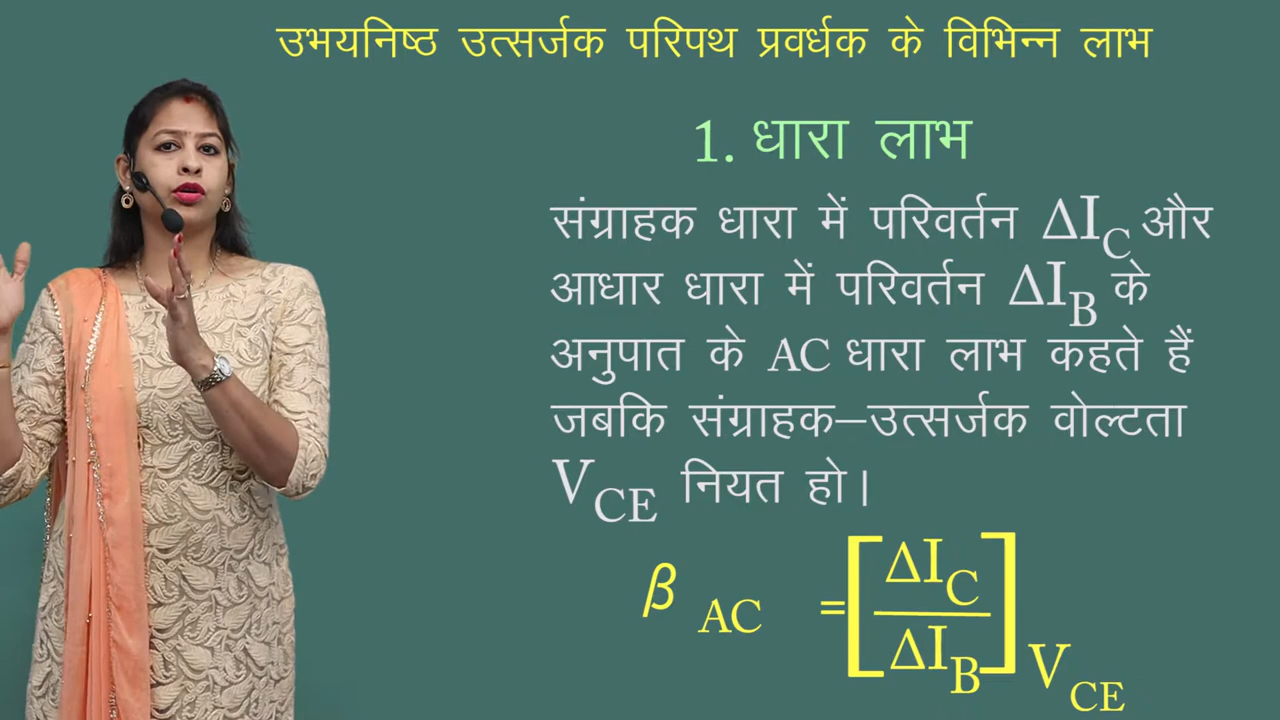 उभयनिष्ठ उत्सर्जक परिपथ प्रवर्धक के विभिन्न लाभ
1. धारा लाभ
संग्राहक धारा में परिवर्तन ΔI_C और
आधार धारा में परिवर्तन ΔI_B के
अनुपात के AC धारा लाभ कहते हैं
जबकि संग्राहक–उत्सर्जक वोल्टता
V_CE नियत हो।
β_AC = [ΔI_C / ΔI_B]_V_CE